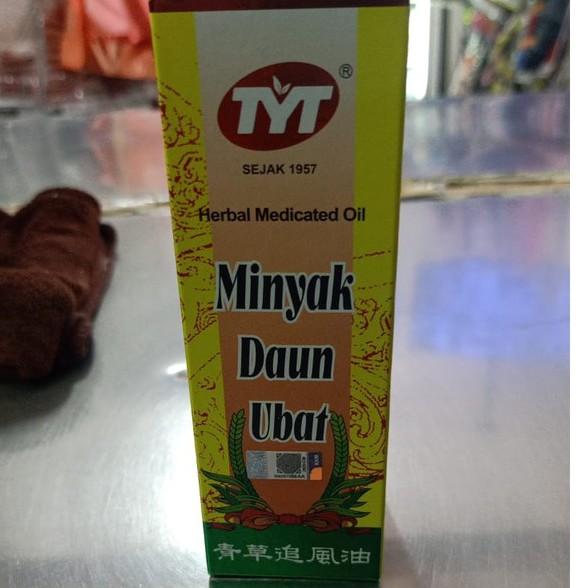 TYT®
SEJAK 1957
Herbal Medicated Oil
Minyak
Daun
Ubat
青草追風油